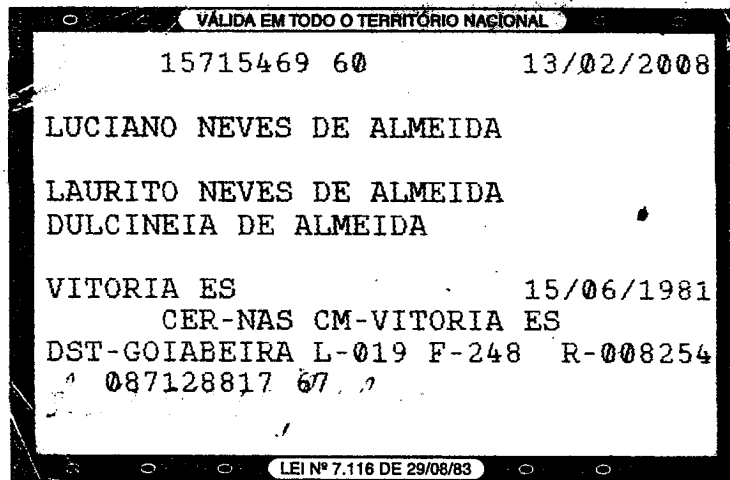 VÁLIDA EM TODO O TERRITÓRIO NACIONAL
15715469 60 13/02/2008
LUCIANO NEVES DE ALMEIDA
LAURITO NEVES DE ALMEIDA
DULCINEIA DE ALMEIDA
VITORIA ES 15/06/1981
CER-NAS CM-VITORIA ES
DST-GOIABEIRA L-019 F-248 R-008254
087128817 67
LEI Nº 7.116 DE 29/08/83